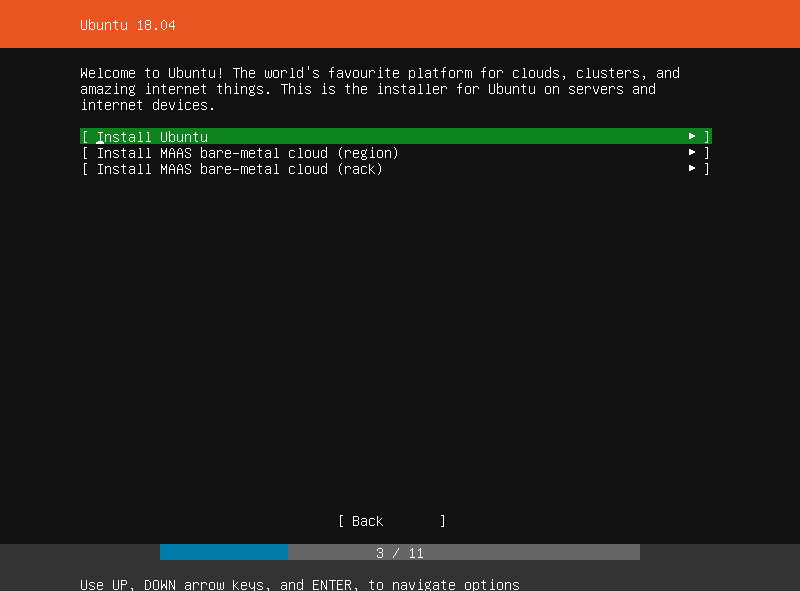 Ubuntu 18.04
Welcome to Ubuntu! The world's favourite platform for clouds, clusters, and
amazing internet things. This is the installer for Ubuntu on servers and
internet devices.
[ Install Ubuntu ▸ ]
[ Install MAAS bare-metal cloud (region) ▸ ]
[ Install MAAS bare-metal cloud (rack) ▸ ]
[ Back ]
3 / 11
Use UP, DOWN arrow keys, and ENTER, to navigate options